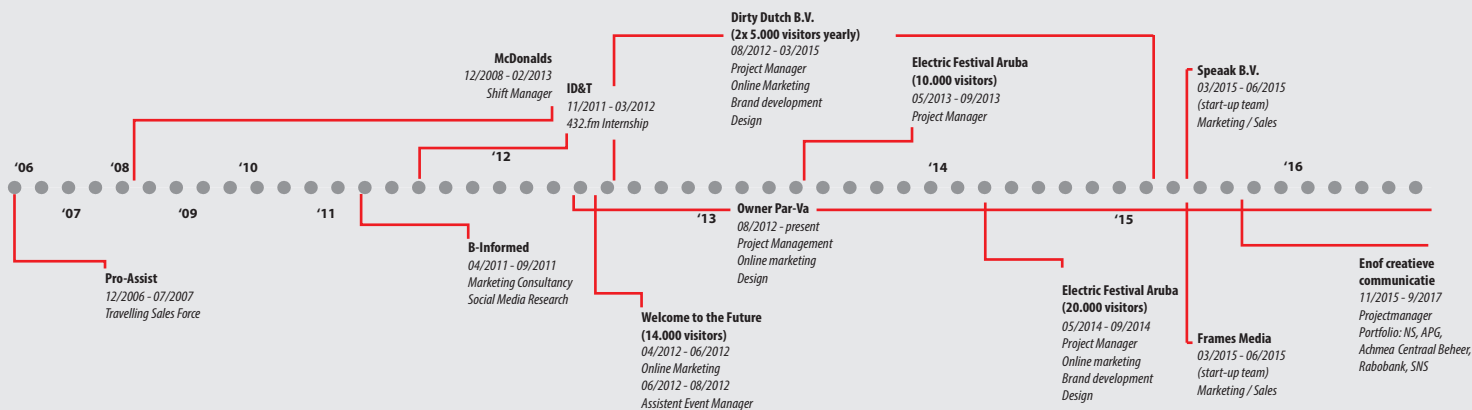 Dirty Dutch B.V.
(2x 5.000 visitors yearly)
08/2012 - 03/2015
Project Manager
Online Marketing
Brand development
Design
McDonalds
12/2008 - 02/2013
Shift Manager
ID&T
11/2011 - 03/2012
432.fm Internship
Electric Festival Aruba
(10.000 visitors)
05/2013 - 09/2013
Project Manager
Speaak B.V.
03/2015 - 06/2015
(start-up team)
Marketing / Sales
‘06
‘08
‘10
‘12
‘14
‘16
‘07
‘09
‘11
‘13
‘15
Pro-Assist
12/2006 - 07/2007
Travelling Sales Force
B-Informed
04/2011 - 09/2011
Marketing Consultancy
Social Media Research
Welcome to the Future
(14.000 visitors)
04/2012 - 06/2012
Online Marketing
06/2012 - 08/2012
Assistent Event Manager
Owner Par-Va
08/2012 - present
Project Management
Online marketing
Design
Electric Festival Aruba
(20.000 visitors)
05/2014 - 09/2014
Project Manager
Online marketing
Brand development
Design
Frames Media
03/2015 - 06/2015
(start-up team)
Marketing / Sales
Enof creatieve
communicatie
11/2015 - 9/2017
Projectmanager
Portfolio: NS, APG,
Achmea Centraal Beheer,
Rabobank, SNS